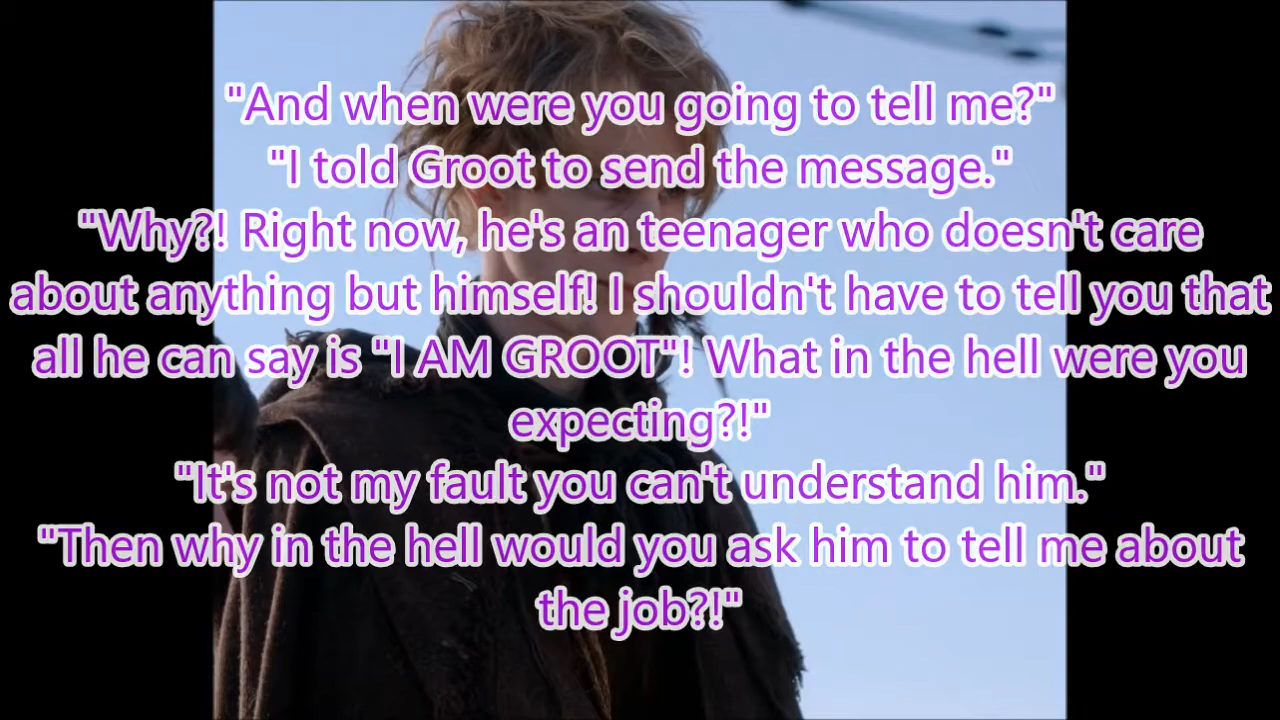 "And when were you going to tell me?"
"I told Groot to send the message."
"Why?! Right now, he's an teenager who doesn't care
about anything but himself! I shouldn't have to tell you that
all he can say is "I AM GROOT"! What in the hell were you
expecting?!"
"It's not my fault you can't understand him."
"Then why in the hell would you ask him to tell me about
the job?!"